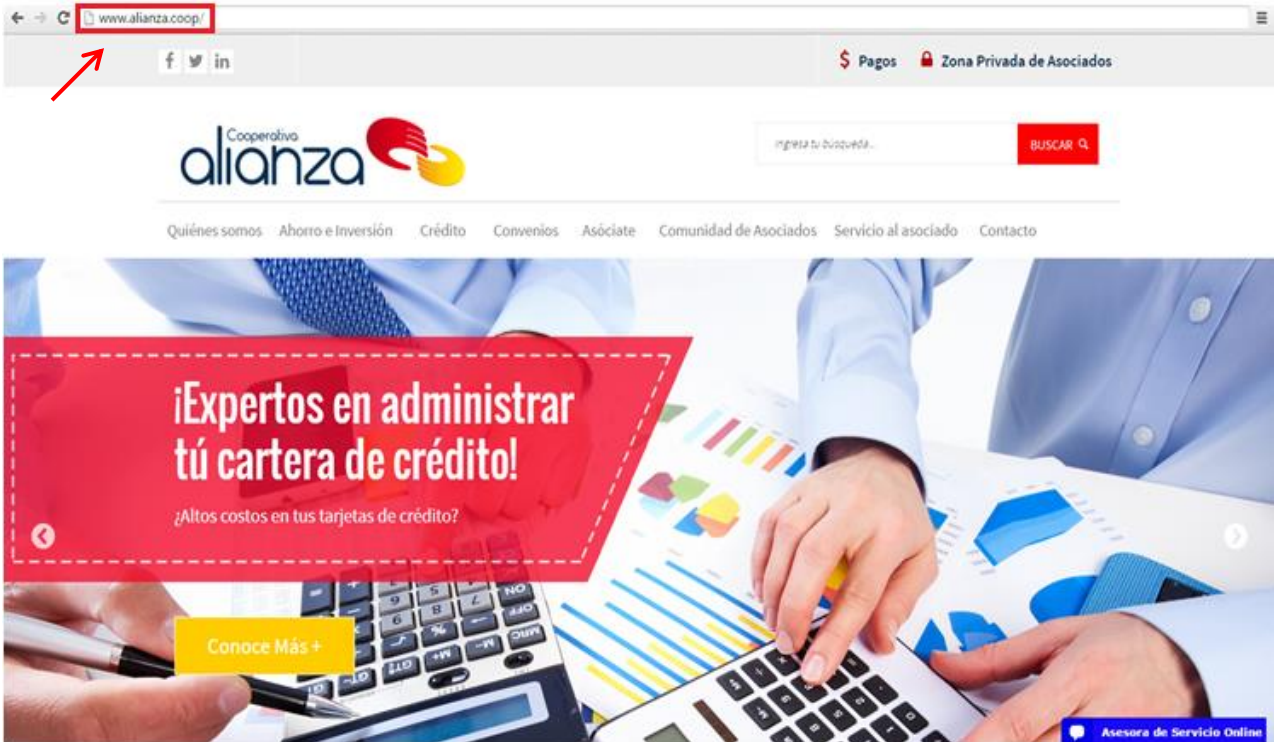 www.alianza.coop/
f in
$ Pagos Zona Privada de Asociados
Cooperativa
alianza
ingresa tu búsqueda..
BUSCAR
Quiénes somos Ahorro e Inversión Crédito Convenios Asóciate Comunidad de Asociados Servicio al asociado Contacto
¡Expertos en administrar
tú cartera de crédito!
¿Altos costos en tus tarjetas de crédito?
Conoce Más +
Asesora de Servicio Online